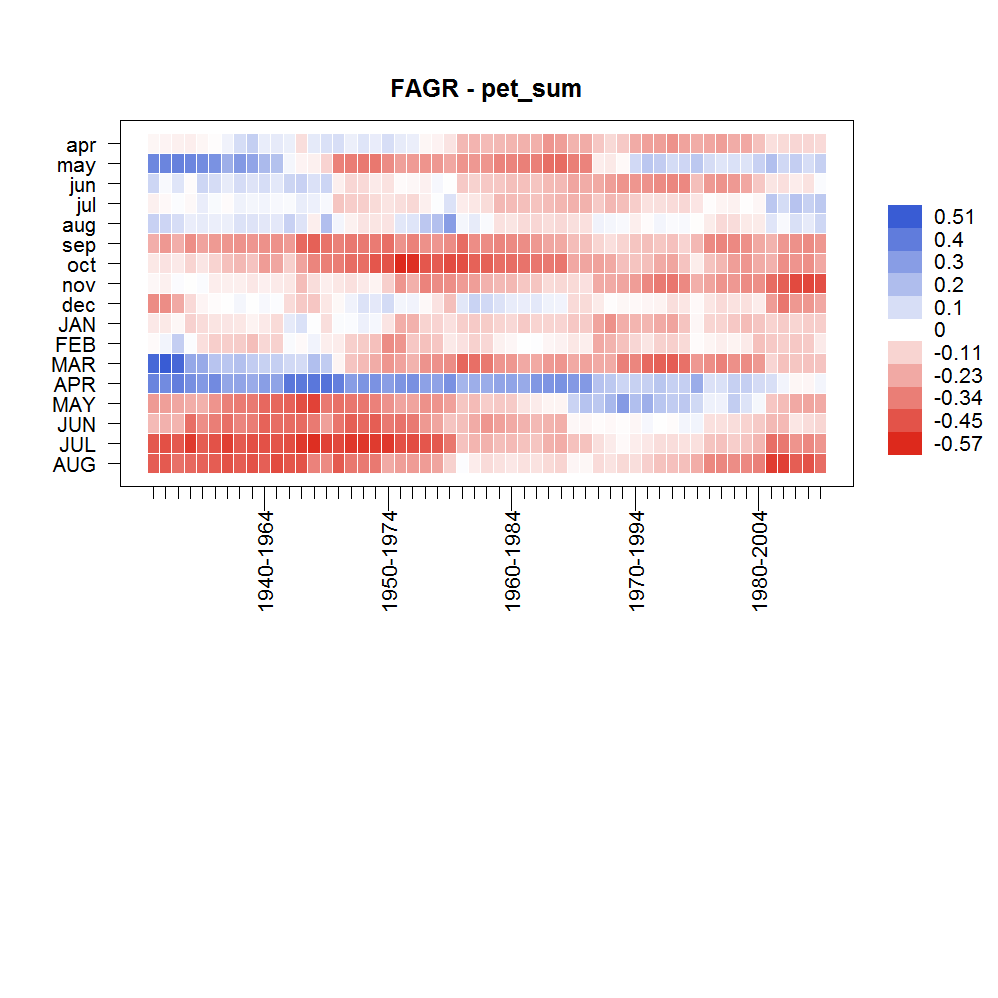 FAGR - pet_sum
apr
may
jun
jul
aug
sep
oct
nov
dec
JAN
FEB
MAR
APR
MAY
JUN
JUL
AUG
0.51
0.4
0.3
0.2
0.1
0
-0.11
-0.23
-0.34
-0.45
-0.57
1940-1964
1950-1974
1960-1984
1970-1994
1980-2004